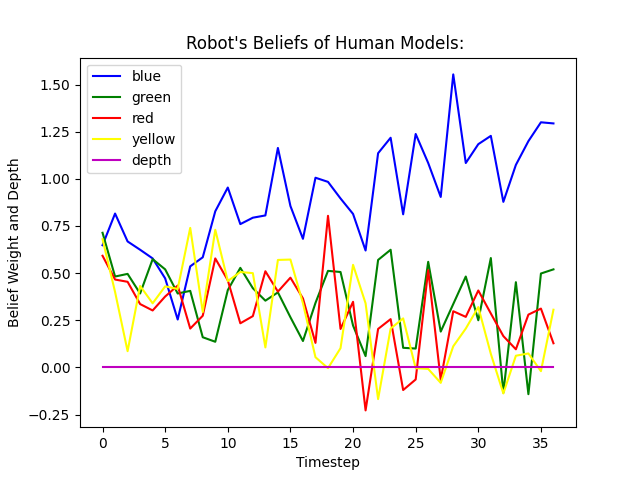 Robot's Beliefs of Human Models:
blue
green
red
yellow
depth
Belief Weight and Depth
1.50
1.25
1.00
0.75
0.50
0.25
0.00
−0.25
0
5
10
15
20
25
30
35
Timestep